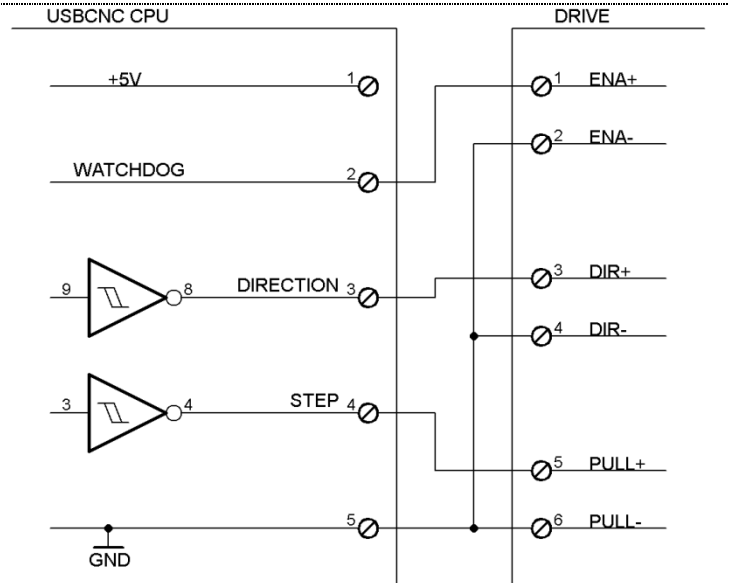 USBCNC CPU
DRIVE
+5V 1
1 ENA+
2 ENA-
WATCHDOG 2
3 DIR+
9 8 DIRECTION 3
4 DIR-
3 4 STEP 4
5 PULL+
5
6 PULL-
GND